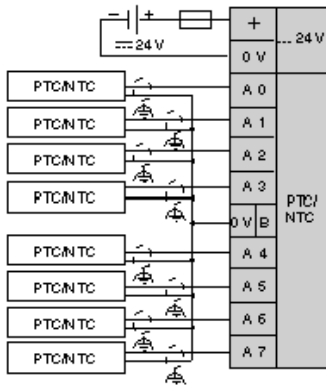 - + +
⎓ 24 V ⎓ 24 V
0 V
PTC/NTC A 0
PTC/NTC A 1
PTC/NTC A 2
PTC/NTC A 3
PTC/
NTC
0 V B
PTC/NTC A 4
PTC/NTC A 5
PTC/NTC A 6
PTC/NTC A 7